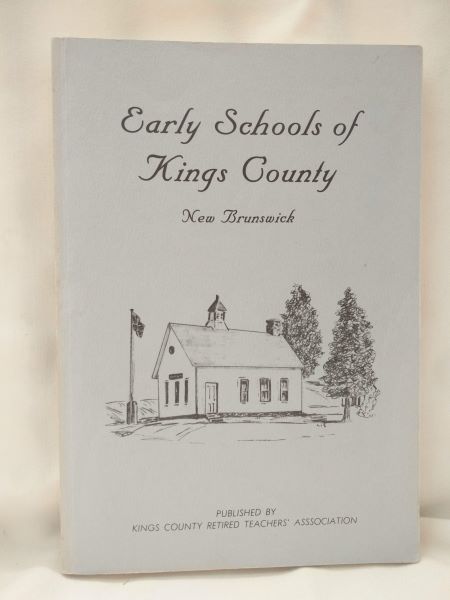 Early Schools of
Kings County
New Brunswick
PUBLISHED BY
KINGS COUNTY RETIRED TEACHERS' ASSSOCIATION